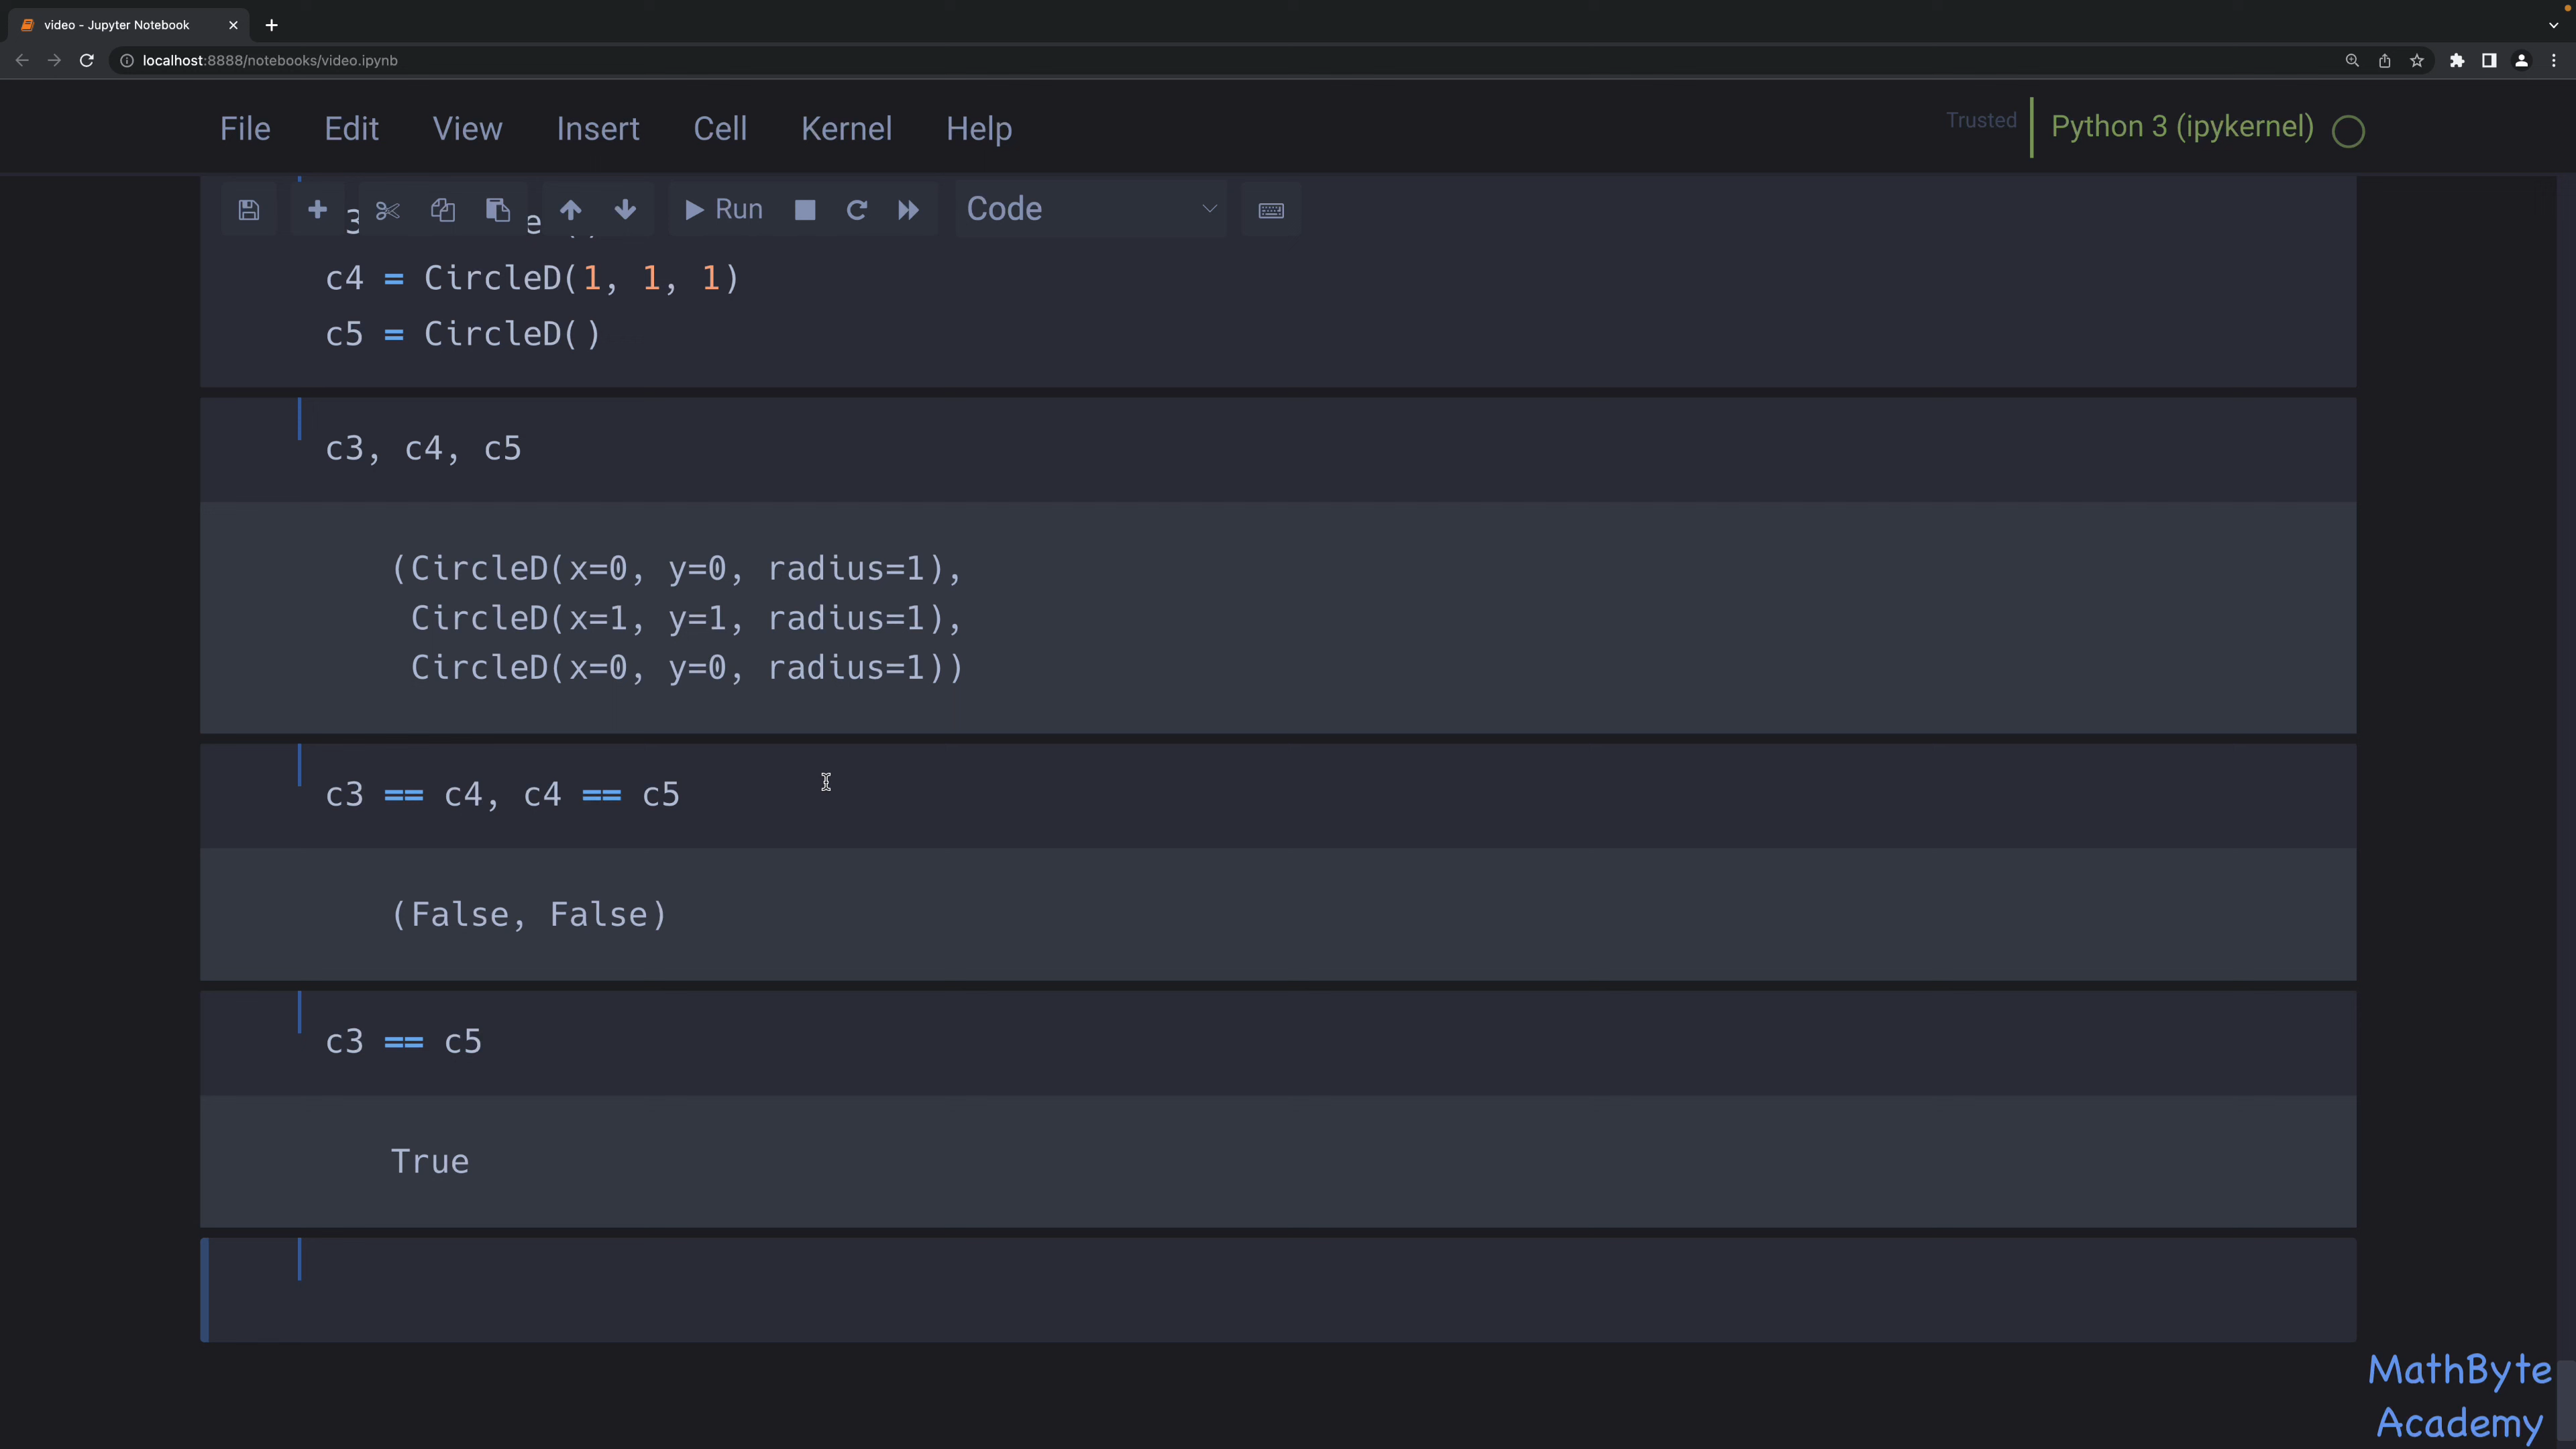 video - Jupyter Notebook
localhost:8888/notebooks/video.ipynb
File Edit View Insert Cell Kernel Help
Trusted Python 3 (ipykernel)
Run Code
c4 = CircleD(1, 1, 1)
c5 = CircleD()
c3, c4, c5
(CircleD(x=0, y=0, radius=1),
CircleD(x=1, y=1, radius=1),
CircleD(x=0, y=0, radius=1))
c3 == c4, c4 == c5
(False, False)
c3 == c5
True
MathByte
Academy